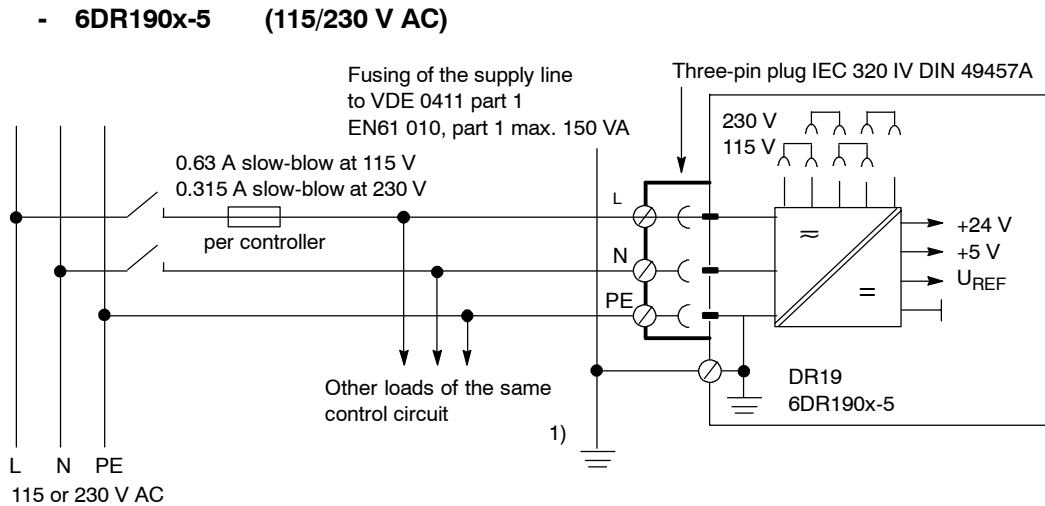 - 6DR190x-5 (115/230 V AC)
Fusing of the supply line
to VDE 0411 part 1
EN61 010, part 1 max. 150 VA
Three-pin plug IEC 320 IV DIN 49457A
230 V
115 V
0.63 A slow-blow at 115 V
0.315 A slow-blow at 230 V
per controller
L
N
PE
≈
=
+24 V
+5 V
UREF
Other loads of the same
control circuit
DR19
6DR190x-5
1)
L N PE
115 or 230 V AC